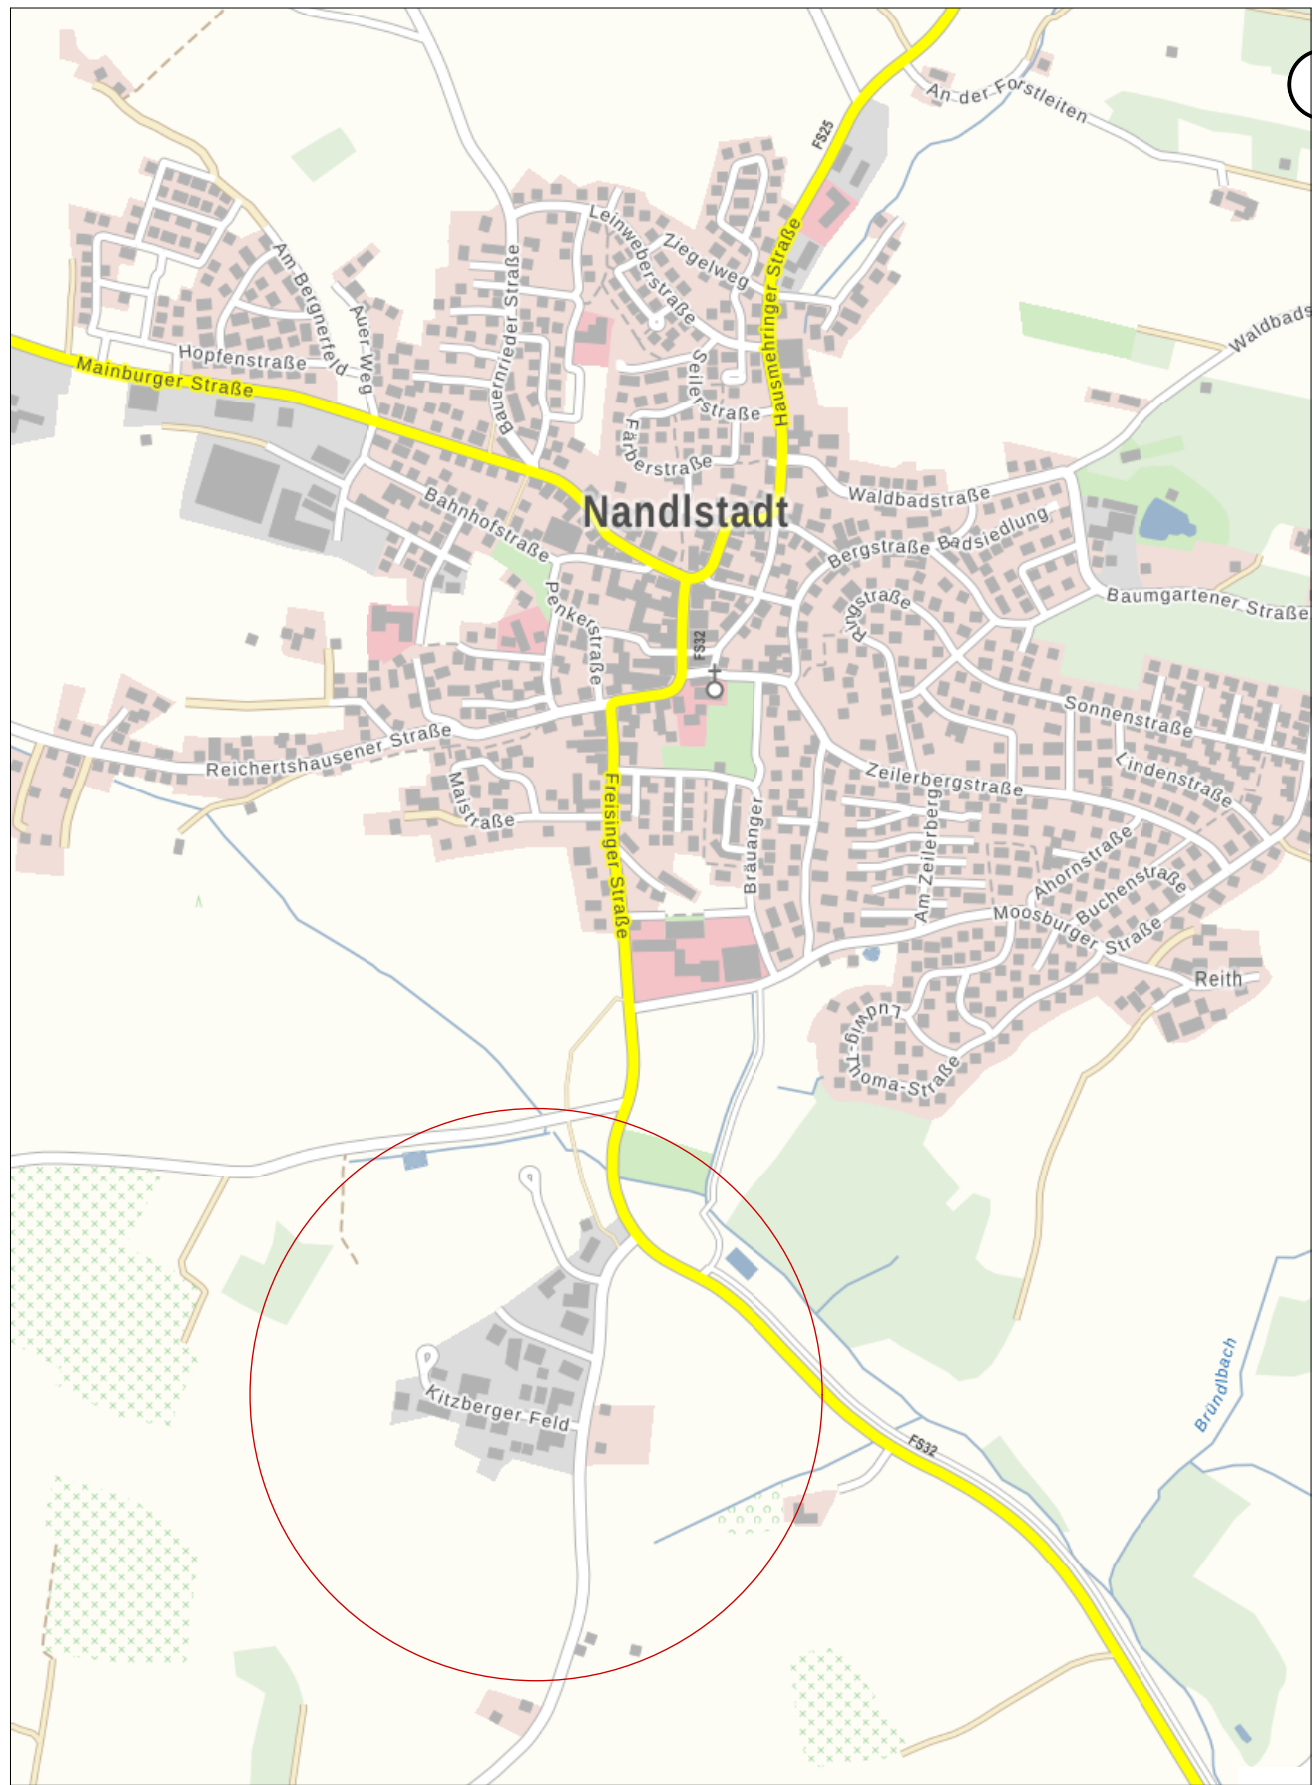 An der Forstleiten
FS25
Leinweberstraße
Ziegelweg
Hausmehringer Straße
Am Bergnerfeld
Auer Weg
Bauernrieder Straße
Waldbads
Hopfenstraße
Mainburger Straße
Seilerstraße
Färberstraße
Bahnhofstraße
Nandlstadt
Waldbadstraße
Badsiedlung
Bergstraße
Penkerstraße
Ringstraße
Baumgartener Straße
FS32
Reichertshausener Straße
Sonnenstraße
Lindenstraße
Zeilerbergstraße
Maistraße
Freisinger Straße
Bräuanger
Am Zeilerberg
Ahornstraße
Buchenstraße
Moosburger Straße
Reith
Ludwig-Thoma-Straße
Kitzberger Feld
Bründlbach
FS32